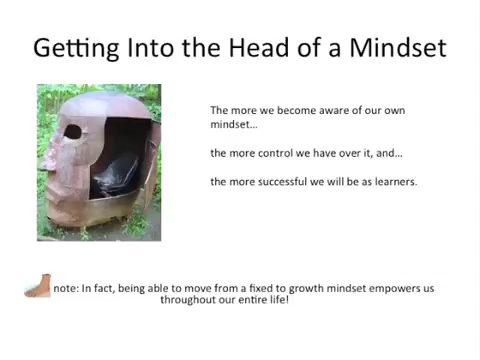 Getting Into the Head of a Mindset
The more we become aware of our own
mindset...
the more control we have over it, and...
the more successful we will be as learners.
note: In fact, being able to move from a fixed to growth mindset empowers us
throughout our entire life!